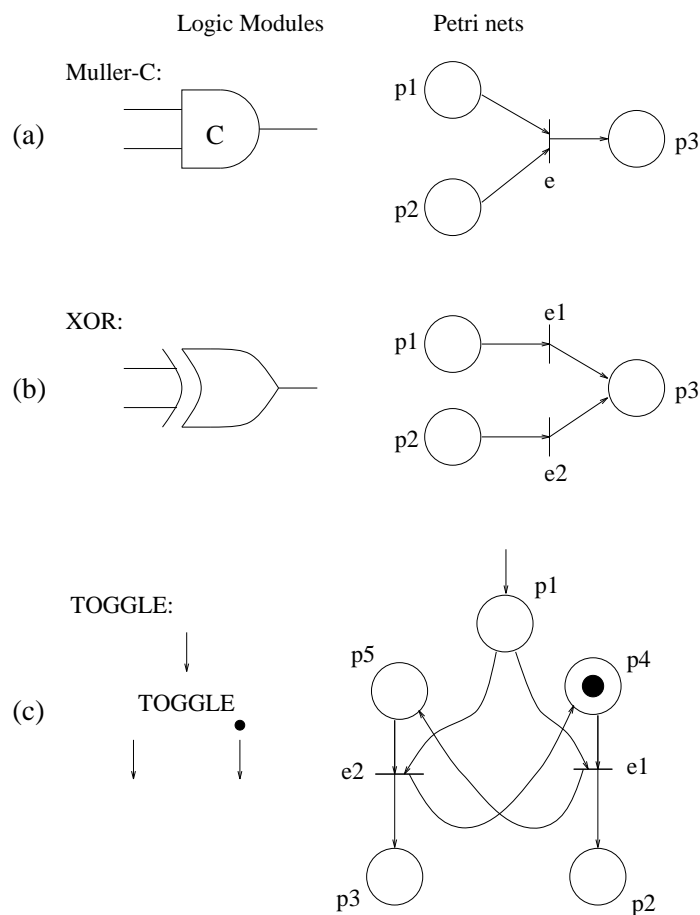 Logic Modules Petri nets
Muller-C:
p1
(a) C p3
e
p2
XOR:
e1
p1
(b) p3
p2
e2
p1
TOGGLE:
p5 p4
(c) TOGGLE
e2 e1
p3 p2